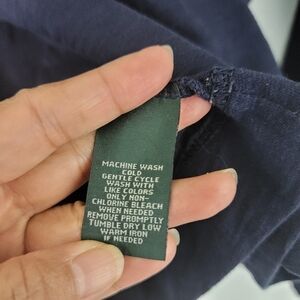 MACHINE WASH
COLD
GENTLE CYCLE
WASH WITH
LIKE COLORS
ONLY NON-
CHLORINE BLEACH
WHEN NEEDED
REMOVE PROMPTLY
TUMBLE DRY LOW
WARM IRON
IF NEEDED